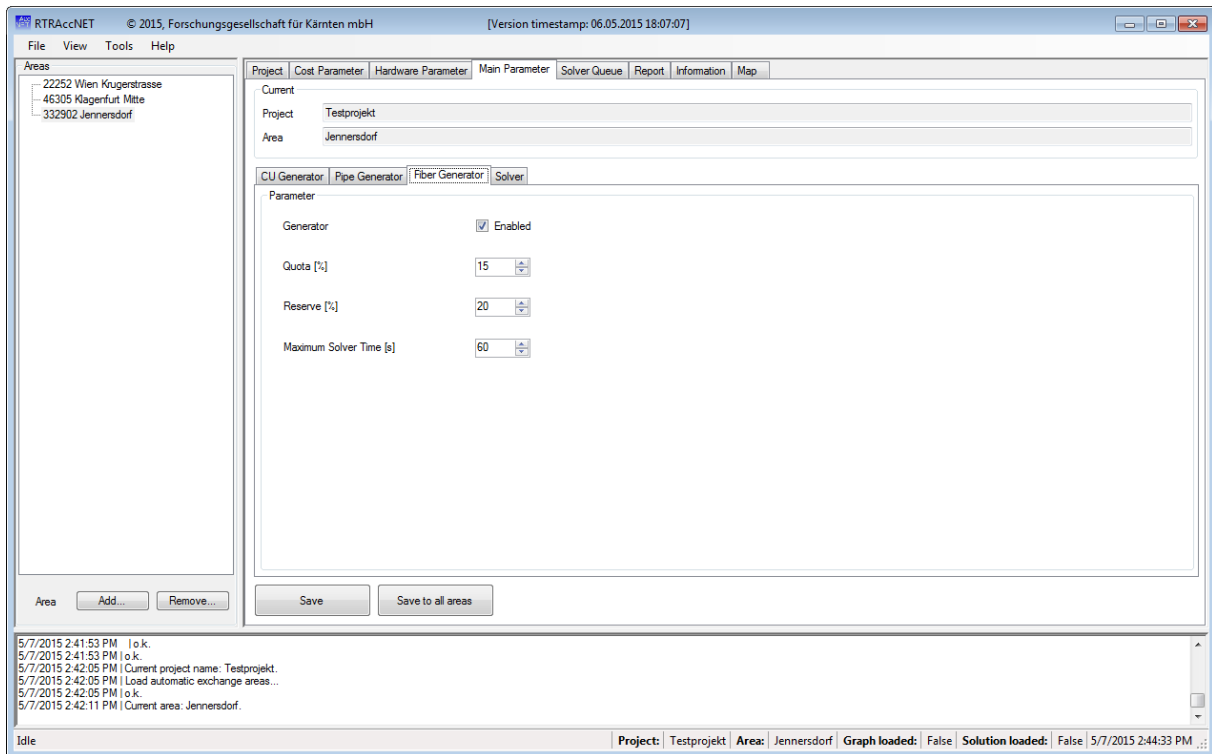 RTRAccNET © 2015, Forschungsgesellschaft für Kärnten mbH [Version timestamp: 06.05.2015 18:07:07]
File View Tools Help
Areas
22252 Wien Krugerstrasse
46305 Klagenfurt Mitte
332902 Jennersdorf
Area Add... Remove...
Project Cost Parameter Hardware Parameter Main Parameter Solver Queue Report Information Map
Current
Project Testprojekt
Area Jennersdorf
CU Generator Pipe Generator Fiber Generator Solver
Parameter
Generator Enabled
Quota [%] 15
Reserve [%] 20
Maximum Solver Time [s] 60
Save Save to all areas
5/7/2015 2:41:53 PM | o.k.
5/7/2015 2:41:53 PM | o.k.
5/7/2015 2:42:05 PM | Current project name: Testprojekt.
5/7/2015 2:42:05 PM | Load automatic exchange areas...
5/7/2015 2:42:05 PM | o.k.
5/7/2015 2:42:11 PM | Current area: Jennersdorf.
Idle Project: Testprojekt Area: Jennersdorf Graph loaded: False Solution loaded: False 5/7/2015 2:44:33 PM